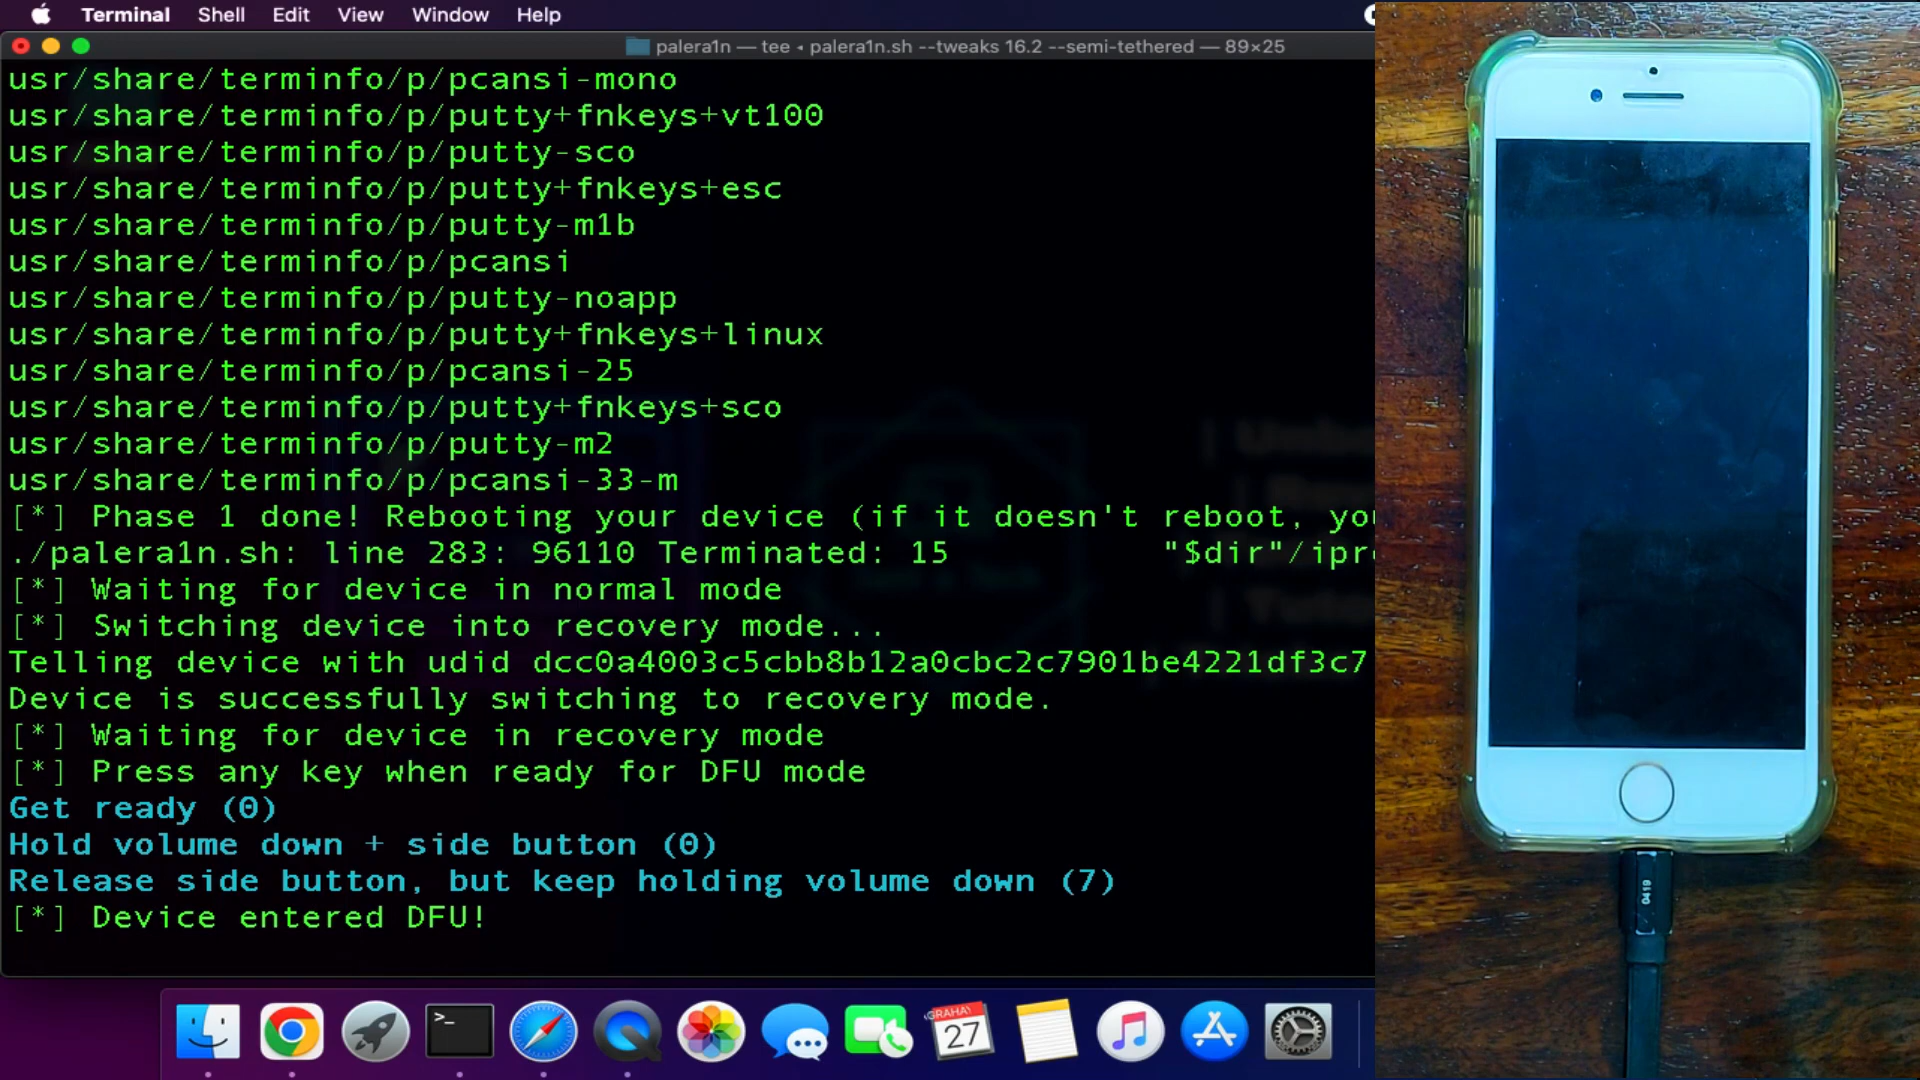 Terminal Shell Edit View Window Help
palera1n — tee ◂ palera1n.sh --tweaks 16.2 --semi-tethered — 89×25
usr/share/terminfo/p/pcansi-mono
usr/share/terminfo/p/putty+fnkeys+vt100
usr/share/terminfo/p/putty-sco
usr/share/terminfo/p/putty+fnkeys+esc
usr/share/terminfo/p/putty-m1b
usr/share/terminfo/p/pcansi
usr/share/terminfo/p/putty-noapp
usr/share/terminfo/p/putty+fnkeys+linux
usr/share/terminfo/p/pcansi-25
usr/share/terminfo/p/putty+fnkeys+sco
usr/share/terminfo/p/putty-m2
usr/share/terminfo/p/pcansi-33-m
[*] Phase 1 done! Rebooting your device (if it doesn't reboot, yo
./palera1n.sh: line 283: 96110 Terminated: 15 "$dir"/ipr
[*] Waiting for device in normal mode
[*] Switching device into recovery mode...
Telling device with udid dcc0a4003c5cbb8b12a0cbc2c7901be4221df3c7
Device is successfully switching to recovery mode.
[*] Waiting for device in recovery mode
[*] Press any key when ready for DFU mode
Get ready (0)
Hold volume down + side button (0)
Release side button, but keep holding volume down (7)
[*] Device entered DFU!
0419
GRAHA
27